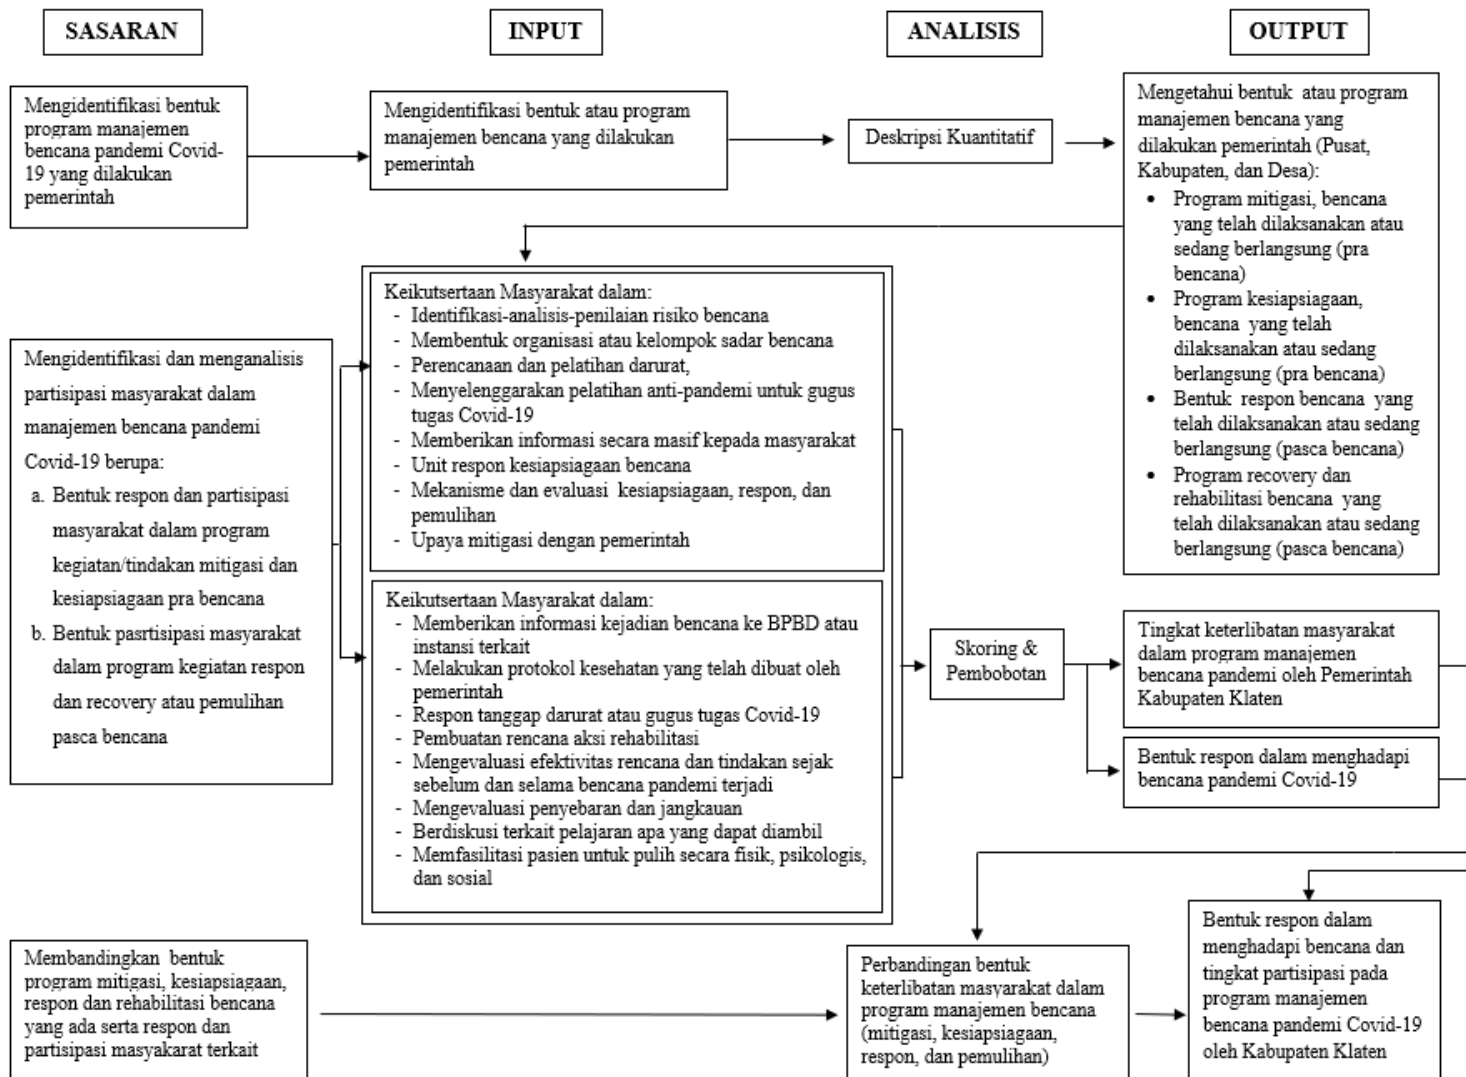 SASARAN
INPUT
ANALISIS
OUTPUT
Mengidentifikasi bentuk
program manajemen
bencana pandemi Covid-
19 yang dilakukan
pemerintah
Mengidentifikasi bentuk atau program
manajemen bencana yang dilakukan
pemerintah
Deskripsi Kuantitatif
Mengetahui bentuk atau program
manajemen bencana yang
dilakukan pemerintah (Pusat,
Kabupaten, dan Desa):
• Program mitigasi, bencana
yang telah dilaksanakan atau
sedang berlangsung (pra
bencana)
• Program kesiapsiagaan,
bencana yang telah
dilaksanakan atau sedang
berlangsung (pra bencana)
• Bentuk respon bencana yang
telah dilaksanakan atau sedang
berlangsung (pasca bencana)
• Program recovery dan
rehabilitasi bencana yang
telah dilaksanakan atau sedang
berlangsung (pasca bencana)
Mengidentifikasi dan menganalisis
partisipasi masyarakat dalam
manajemen bencana pandemi
Covid-19 berupa:
a. Bentuk respon dan partisipasi
masyarakat dalam program
kegiatan/tindakan mitigasi dan
kesiapsiagaan pra bencana
b. Bentuk pasrtisipasi masyarakat
dalam program kegiatan respon
dan recovery atau pemulihan
pasca bencana
Keikutsertaan Masyarakat dalam:
- Identifikasi-analisis-penilaian risiko bencana
- Membentuk organisasi atau kelompok sadar bencana
- Perencanaan dan pelatihan darurat,
- Menyelenggarakan pelatihan anti-pandemi untuk gugus
tugas Covid-19
- Memberikan informasi secara masif kepada masyarakat
- Unit respon kesiapsiagaan bencana
- Mekanisme dan evaluasi kesiapsiagaan, respon, dan
pemulihan
- Upaya mitigasi dengan pemerintah
Keikutsertaan Masyarakat dalam:
- Memberikan informasi kejadian bencana ke BPBD atau
instansi terkait
- Melakukan protokol kesehatan yang telah dibuat oleh
pemerintah
- Respon tanggap darurat atau gugus tugas Covid-19
- Pembuatan rencana aksi rehabilitasi
- Mengevaluasi efektivitas rencana dan tindakan sejak
sebelum dan selama bencana pandemi terjadi
- Mengevaluasi penyebaran dan jangkauan
- Berdiskusi terkait pelajaran apa yang dapat diambil
- Memfasilitasi pasien untuk pulih secara fisik, psikologis,
dan sosial
Skoring &
Pembobotan
Tingkat keterlibatan masyarakat
dalam program manajemen
bencana pandemi oleh Pemerintah
Kabupaten Klaten
Bentuk respon dalam menghadapi
bencana pandemi Covid-19
Membandingkan bentuk
program mitigasi, kesiapsiagaan,
respon dan rehabilitasi bencana
yang ada serta respon dan
partisipasi masyakarat terkait
Perbandingan bentuk
keterlibatan masyarakat dalam
program manajemen bencana
(mitigasi, kesiapsiagaan,
respon, dan pemulihan)
Bentuk respon dalam
menghadapi bencana dan
tingkat partisipasi pada
program manajemen
bencana pandemi Covid-19
oleh Kabupaten Klaten